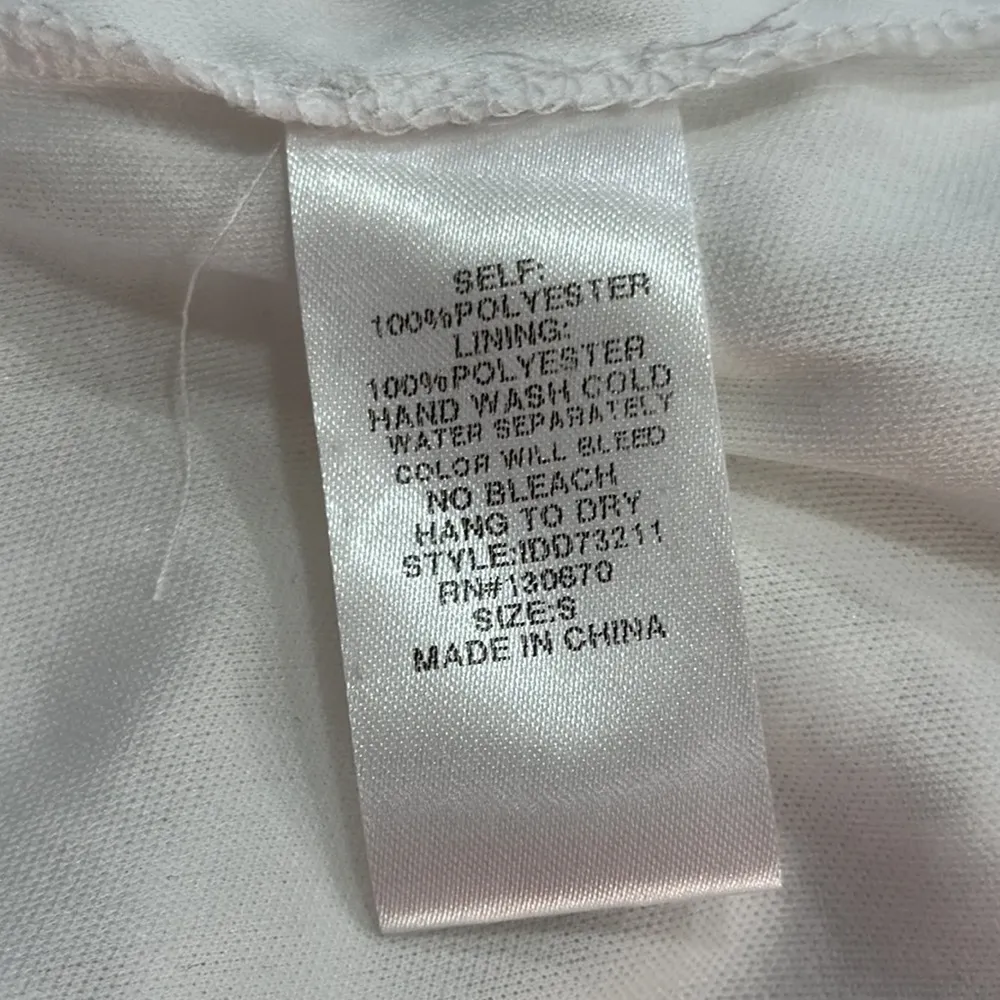 SELF:
100%POLYESTER
LINING:
100%POLYESTER
HAND WASH COLD
WATER SEPARATELY
COLOR WILL BLEED
NO BLEACH
HANG TO DRY
STYLE:IDD73211
RN#130670
SIZE:S
MADE IN CHINA